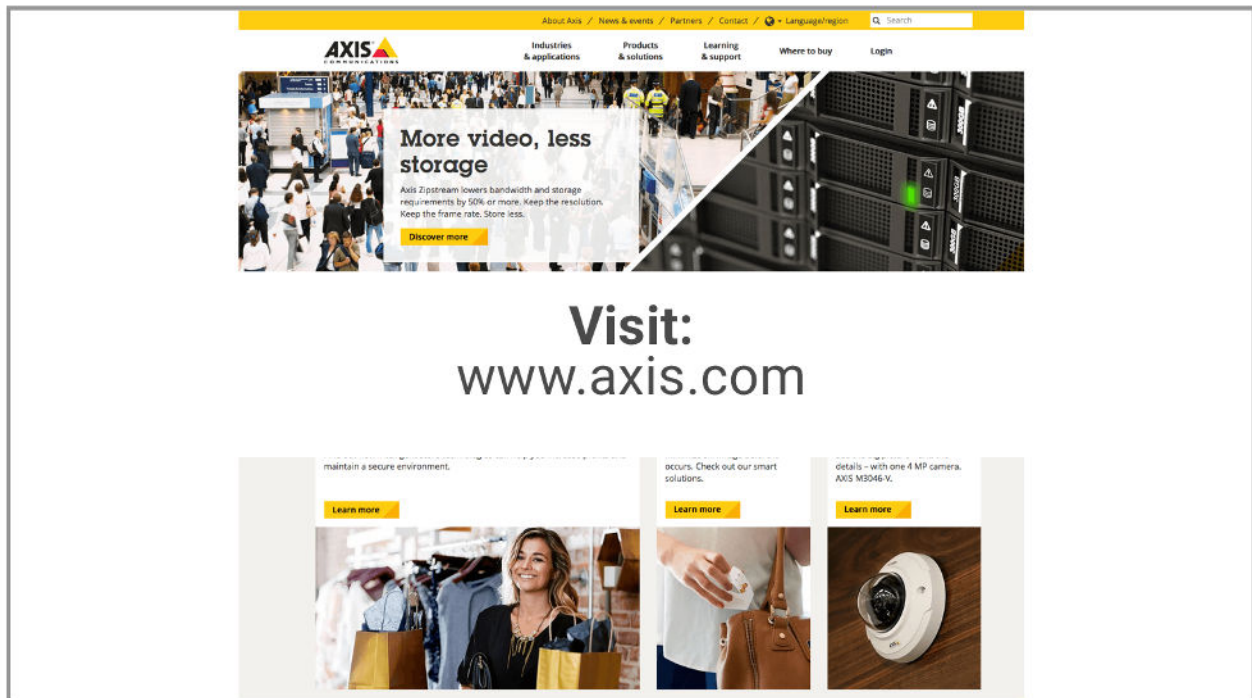 About Axis / News & events / Partners / Contact / Language/region Search
AXIS
COMMUNICATIONS
Industries & applications
Products & solutions
Learning & support
Where to buy
Login
More video, less
storage
Axis Zipstream lowers bandwidth and storage
requirements by 50% or more. Keep the resolution.
Keep the frame rate. Store less.
Discover more
Visit:
www.axis.com
maintain a secure environment.
Learn more
occurs. Check out our smart
solutions.
Learn more
details – with one 4 MP camera.
AXIS M3046-V.
Learn more
AXIS